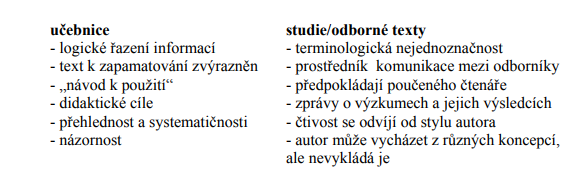 učebnice
- logické řazení informací
- text k zapamatování zvýrazněn
- „návod k použití“
- didaktické cíle
- přehlednost a systematičnosti
- názornost
studie/odborné texty
- terminologická nejednoznačnost
- prostředník  komunikace mezi odborníky
- předpokládají poučeného čtenáře
- zprávy o výzkumech a jejich výsledcích
- čtivost se odvíjí od stylu autora
- autor může vycházet z různých koncepcí,
ale nevykládá je